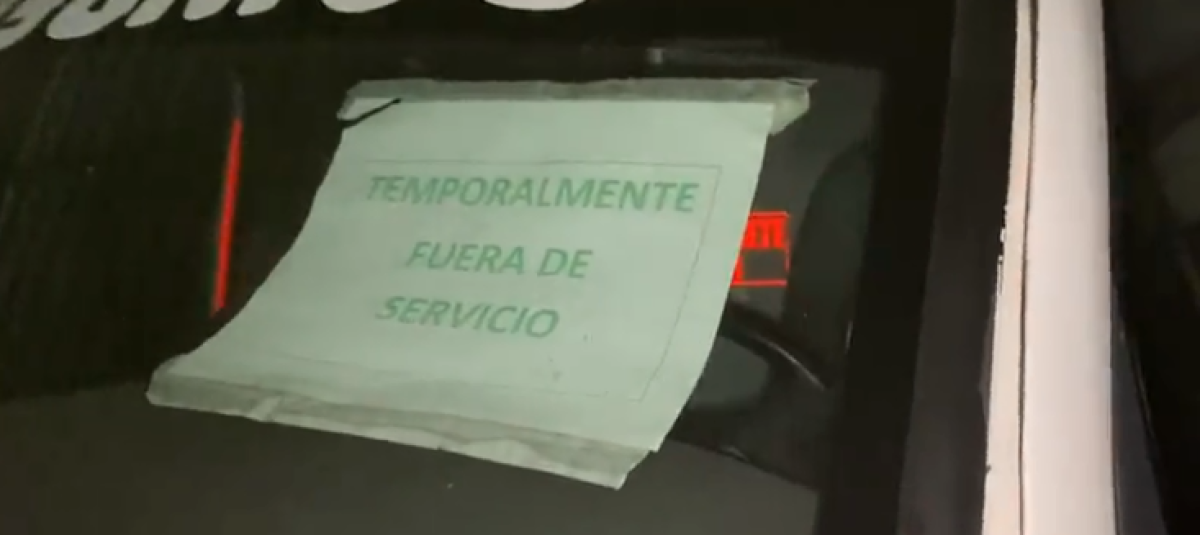 TEMPORALMENTE
FUERA DE
SERVICIO